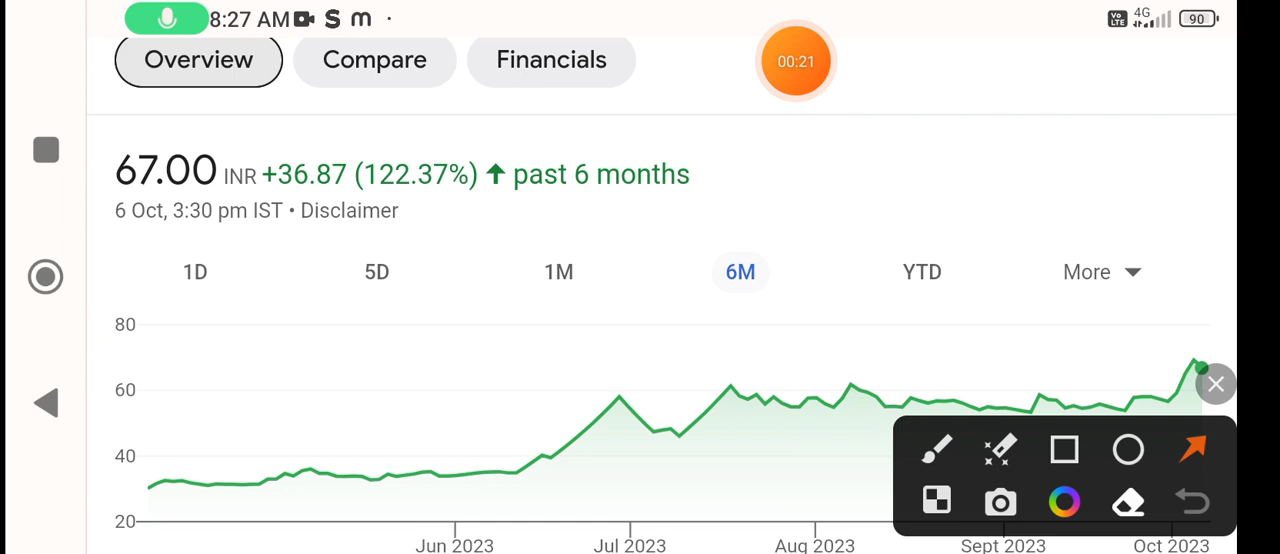 8:27 AM S m ·
Vo LTE 4G 90
Overview Compare Financials 00:21
67.00 INR +36.87 (122.37%) ↑ past 6 months
6 Oct, 3:30 pm IST • Disclaimer
1D 5D 1M 6M YTD More
80
60
40
20
Jun 2023 Jul 2023 Aug 2023 Sept 2023 Oct 2023